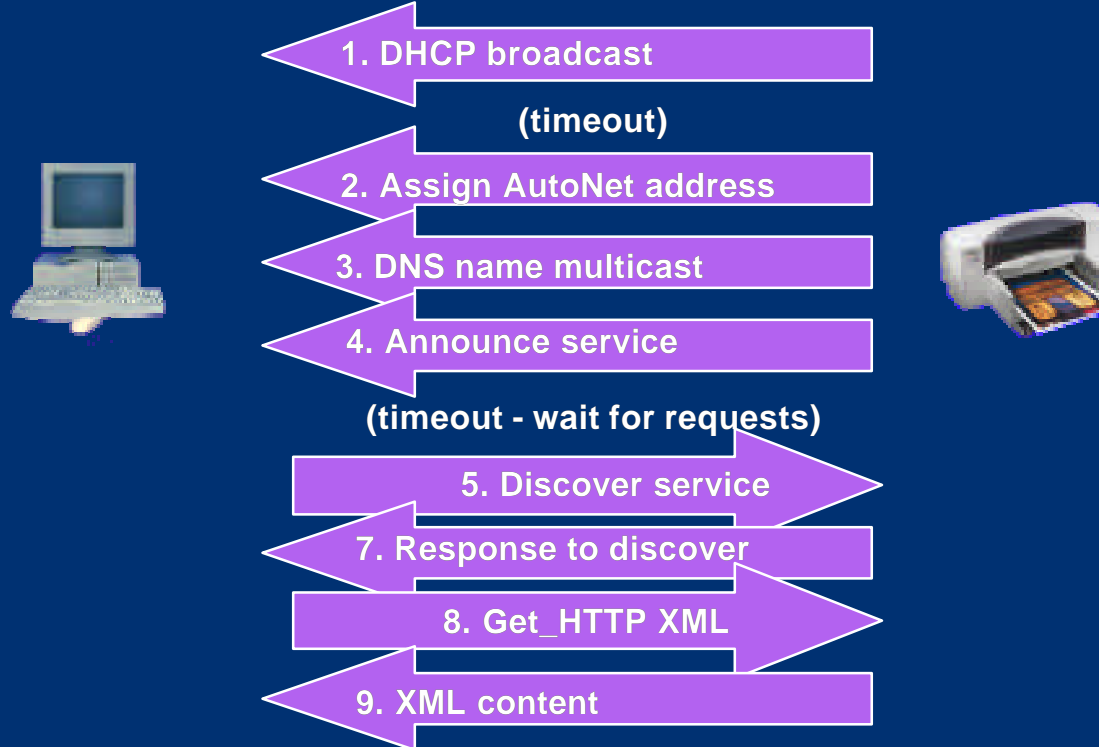 1. DHCP broadcast
(timeout)
2. Assign AutoNet address
3. DNS name multicast
4. Announce service
(timeout - wait for requests)
5. Discover service
7. Response to discover
8. Get_HTTP XML
9. XML content